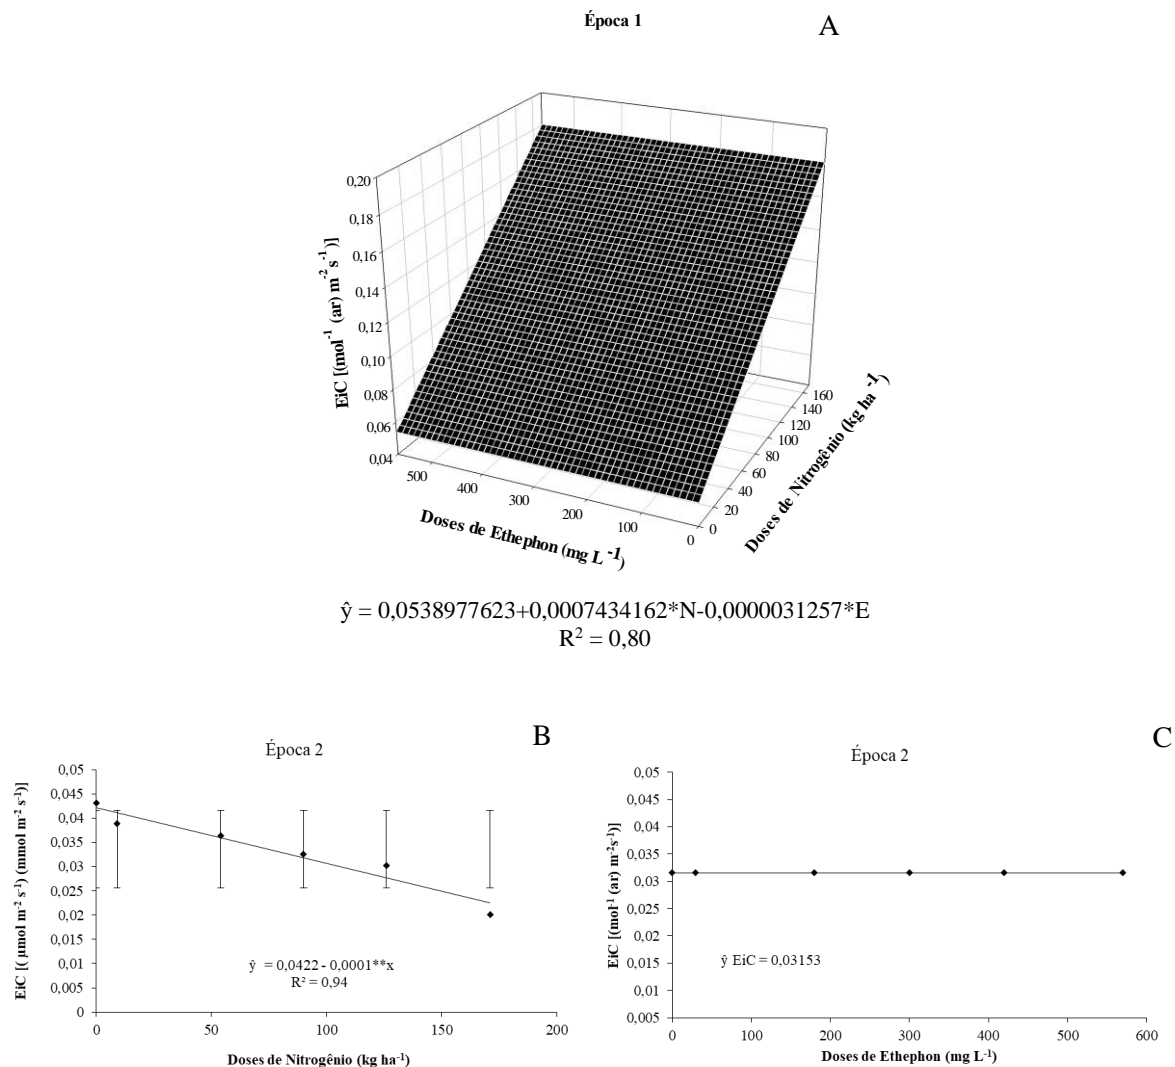 Época 1
A
EiC [(mol⁻¹ (ar) m⁻² s⁻¹)]
0,20
0,18
0,16
0,14
0,12
0,10
0,08
0,06
0,04
500
400
300
200
100
0
Doses de Ethephon (mg L⁻¹)
160
140
120
100
80
60
40
20
0
Doses de Nitrogênio (kg ha⁻¹)
ŷ = 0,0538977623+0,0007434162*N-0,0000031257*E
R² = 0,80
B
Época 2
EiC [( µmol m⁻² s⁻¹) (mmol m⁻² s⁻¹)]
0,05
0,045
0,04
0,035
0,03
0,025
0,02
0,015
0,01
0,005
0
ŷ = 0,0422 - 0,0001**x
R² = 0,94
0 50 100 150 200
Doses de Nitrogênio (kg ha⁻¹)
C
Época 2
EiC [(mol⁻¹ (ar) m⁻²s⁻¹)]
0,05
0,045
0,04
0,035
0,03
0,025
0,02
0,015
0,01
0,005
ŷ EiC = 0,03153
0 100 200 300 400 500 600
Doses de Ethephon (mg L⁻¹)